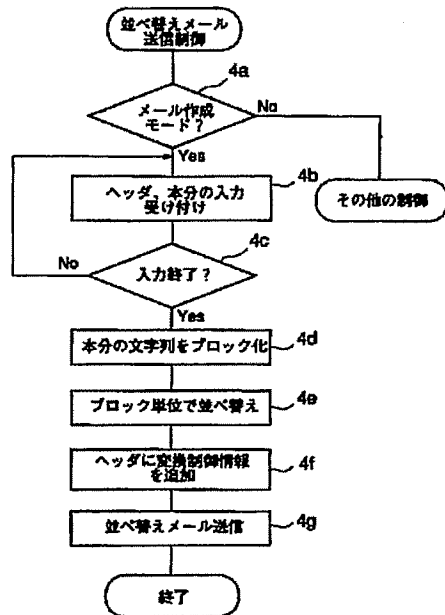 並べ替えメール
送信制御
4a
メール作成
モード?
No
Yes
4b
ヘッダ、本分の入力
受け付け
その他の制御
4c
No
入力終了?
Yes
本分の文字列をブロック化
4d
ブロック単位で並べ替え
4e
ヘッダに変換制御情報
を追加
4f
並べ替えメール送信
4g
終了